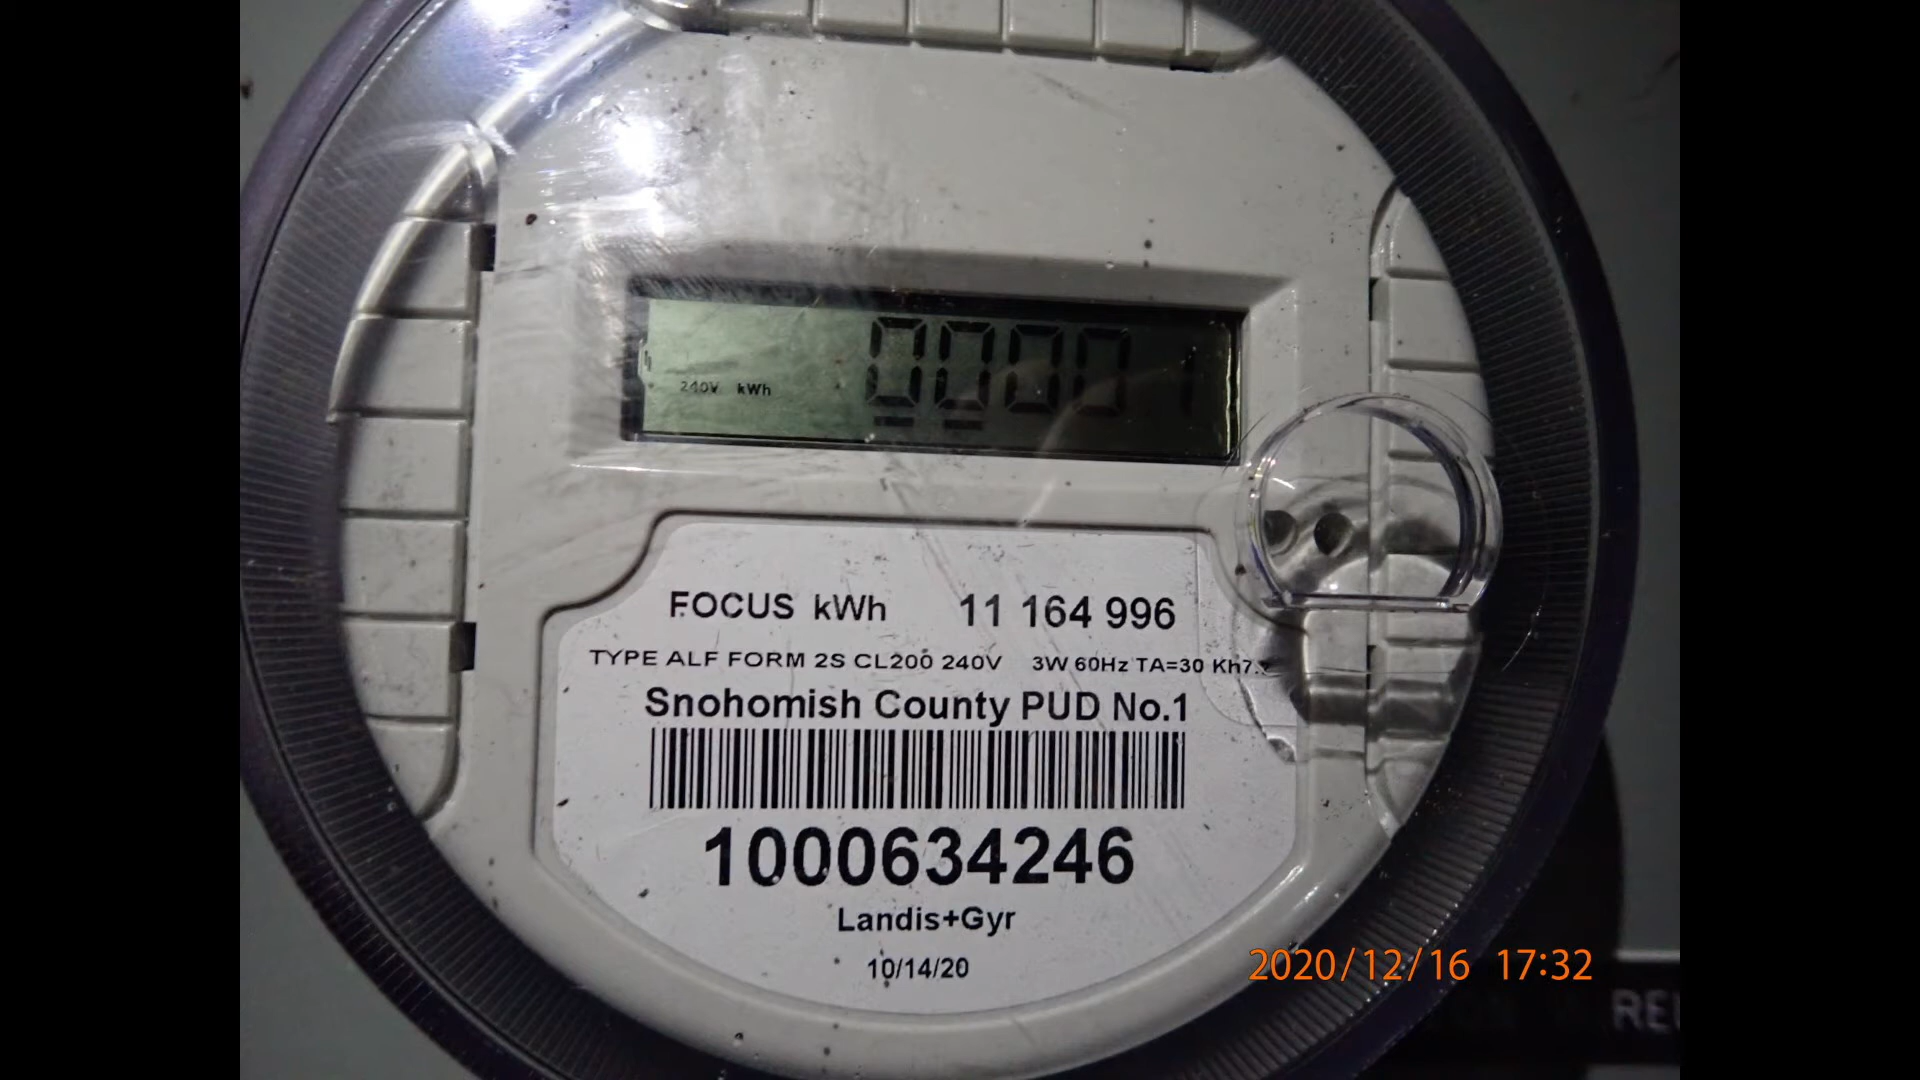 00001
240V kWh
FOCUS kWh 11 164 996
TYPE ALF FORM 2S CL200 240V 3W 60Hz TA=30
Snohomish County PUD No.1
1000634246
Landis+Gyr
10/14/20
2020/12/16 17:32